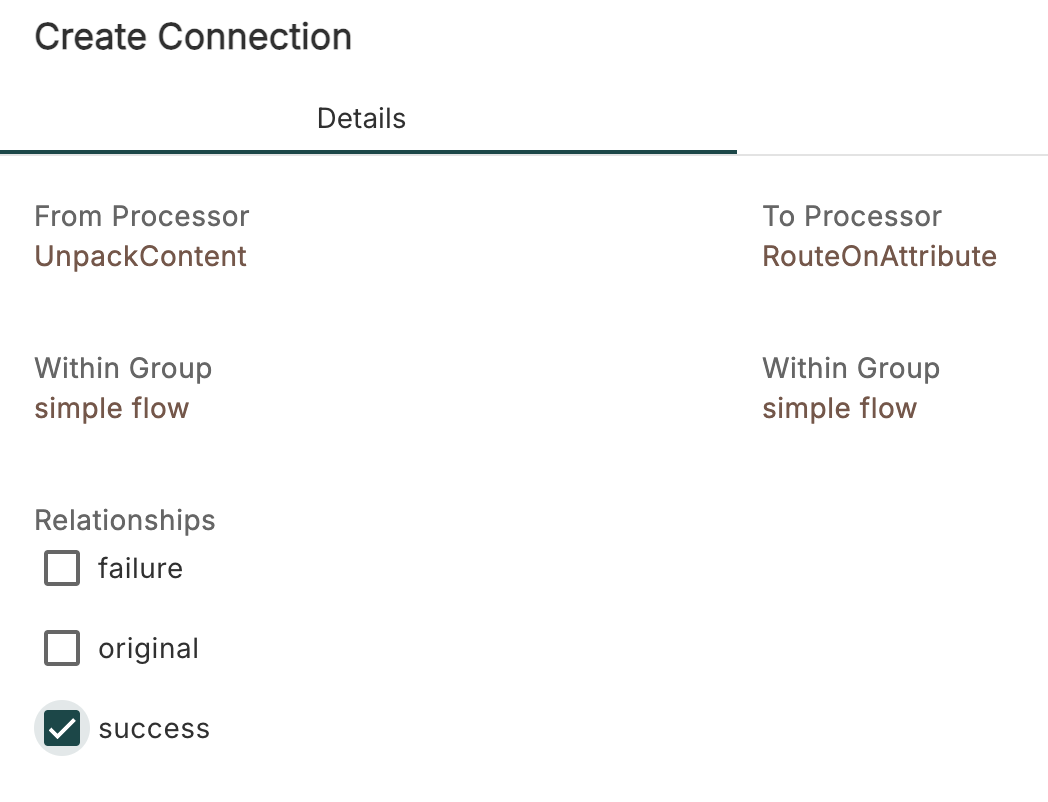 Create Connection
Details
From Processor
UnpackContent
To Processor
RouteOnAttribute
Within Group
simple flow
Within Group
simple flow
Relationships
failure
original
success